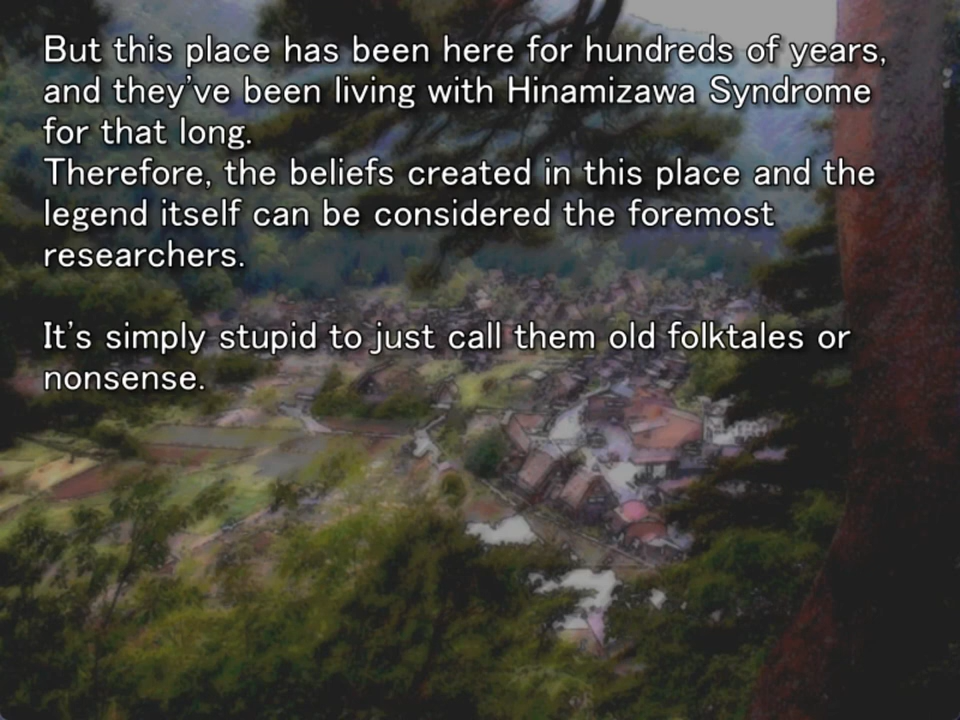 But this place has been here for hundreds of years,
and they've been living with Hinamizawa Syndrome
for that long.
Therefore, the beliefs created in this place and the
legend itself can be considered the foremost
researchers.
It's simply stupid to just call them old folktales or
nonsense.